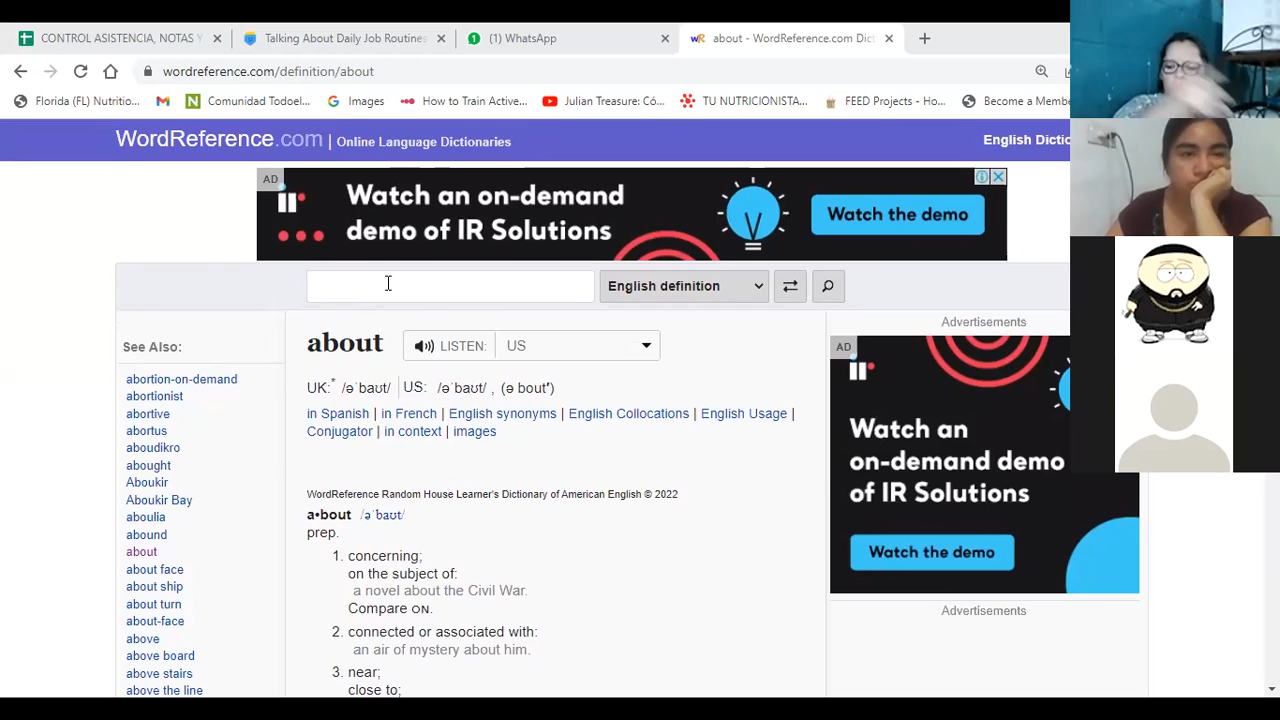 CONTROL ASISTENCIA, NOTAS Y
Talking About Daily Job Routines
(1) WhatsApp
about - WordReference.com Dict
wordreference.com/definition/about
Florida (FL) Nutritio...
Comunidad Todoel...
Images
How to Train Active...
Julian Treasure: Có...
TU NUTRICIONISTA...
FEED Projects - Ho...
Become a Membe
WordReference.com | Online Language Dictionaries
English Dictio
AD
Watch an on-demand
demo of IR Solutions
Watch the demo
English definition
See Also:
abortion-on-demand
abortionist
abortive
abortus
aboudikro
abought
Aboukir
Aboukir Bay
aboulia
abound
about
about face
about ship
about turn
about-face
above
above board
above stairs
above the line
about
LISTEN:
US
UK:* /əˈbaʊt/ US: /əˈbaʊt/ , (ə bout′)
in Spanish | in French | English synonyms | English Collocations | English Usage |
Conjugator | in context | images
WordReference Random House Learner's Dictionary of American English © 2022
a•bout /əˈbaʊt/
prep.
1. concerning;
on the subject of:
a novel about the Civil War.
Compare ON.
2. connected or associated with:
an air of mystery about him.
3. near;
close to;
Advertisements
AD
Watch an
on-demand demo
of IR Solutions
Watch the demo
Advertisements